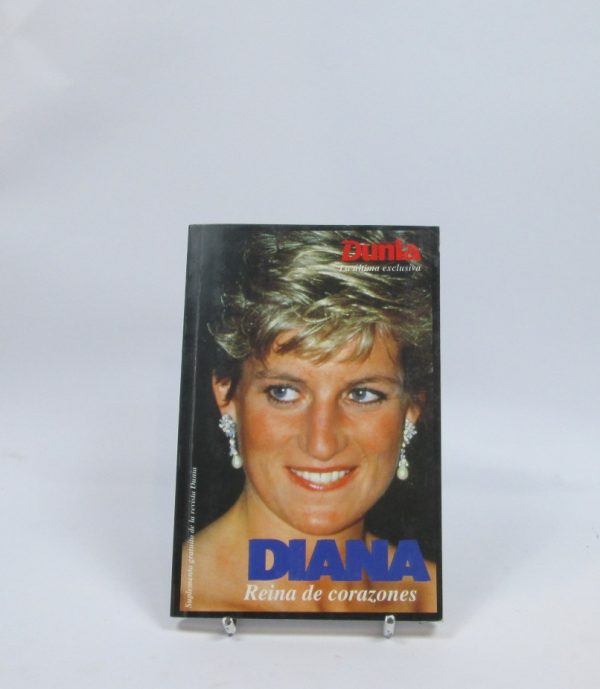 Dunia
La última exclusiva
Suplemento gratuito de la revista Dunia
DIANA
Reina de corazones